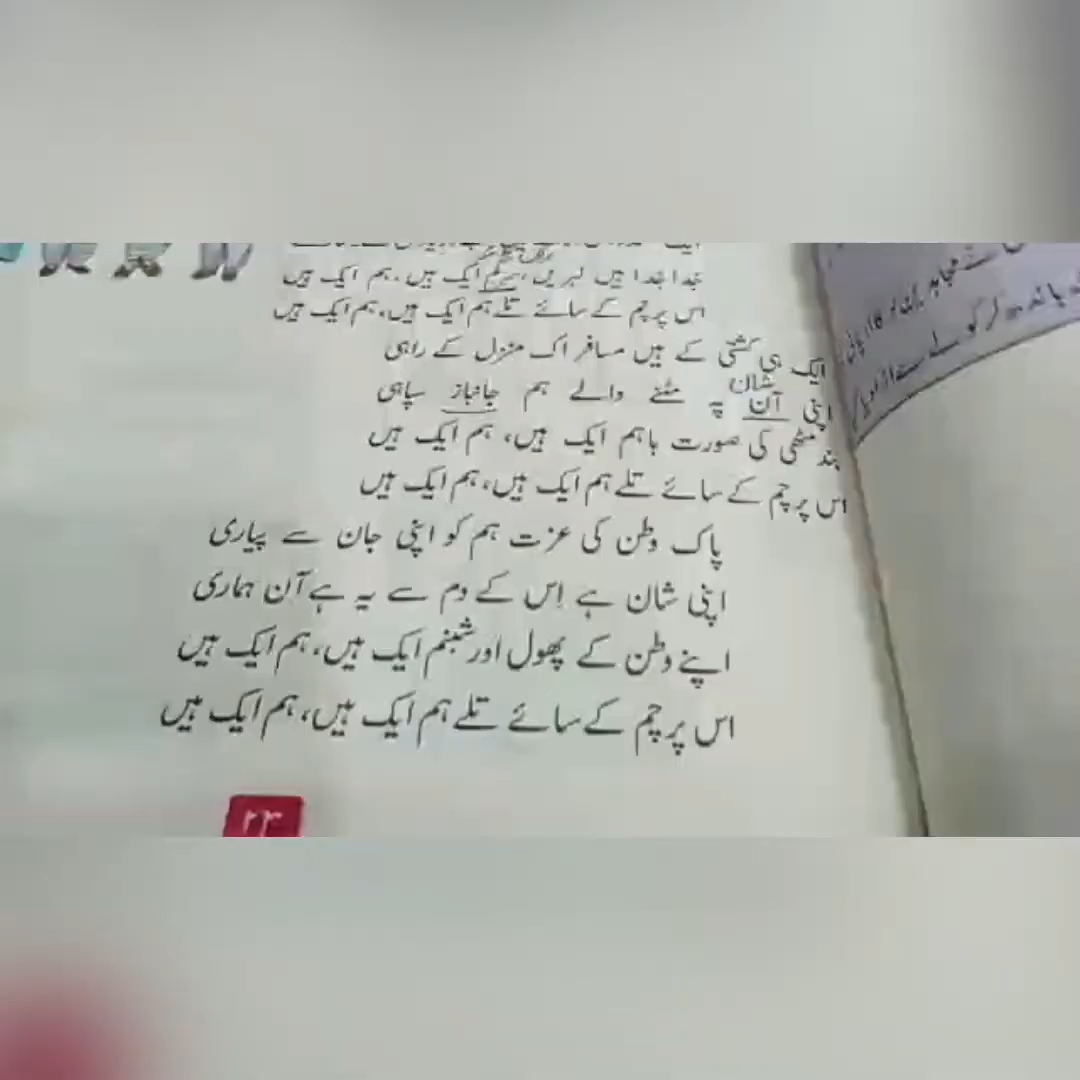 جدا جدا ہیں لہریں، سرگم ایک ہیں، ہم ایک ہیں
اس پرچم کے سائے تلے ہم ایک ہیں، ہم ایک ہیں
ایک ہی کشتی کے ہیں مسافر اک منزل کے راہی
شان
اپنی آن پہ مٹنے والے ہم جانباز سپاہی
بند مٹھی کی صورت باہم ایک ہیں، ہم ایک ہیں
اس پرچم کے سائے تلے ہم ایک ہیں، ہم ایک ہیں
پاک وطن کی عزت ہم کو اپنی جان سے پیاری
اپنی شان ہے اِس کے دم سے یہ ہے آن ہماری
اپنے وطن کے پھول اور شبنم ایک ہیں، ہم ایک ہیں
اس پرچم کے سائے تلے ہم ایک ہیں، ہم ایک ہیں
۲۳